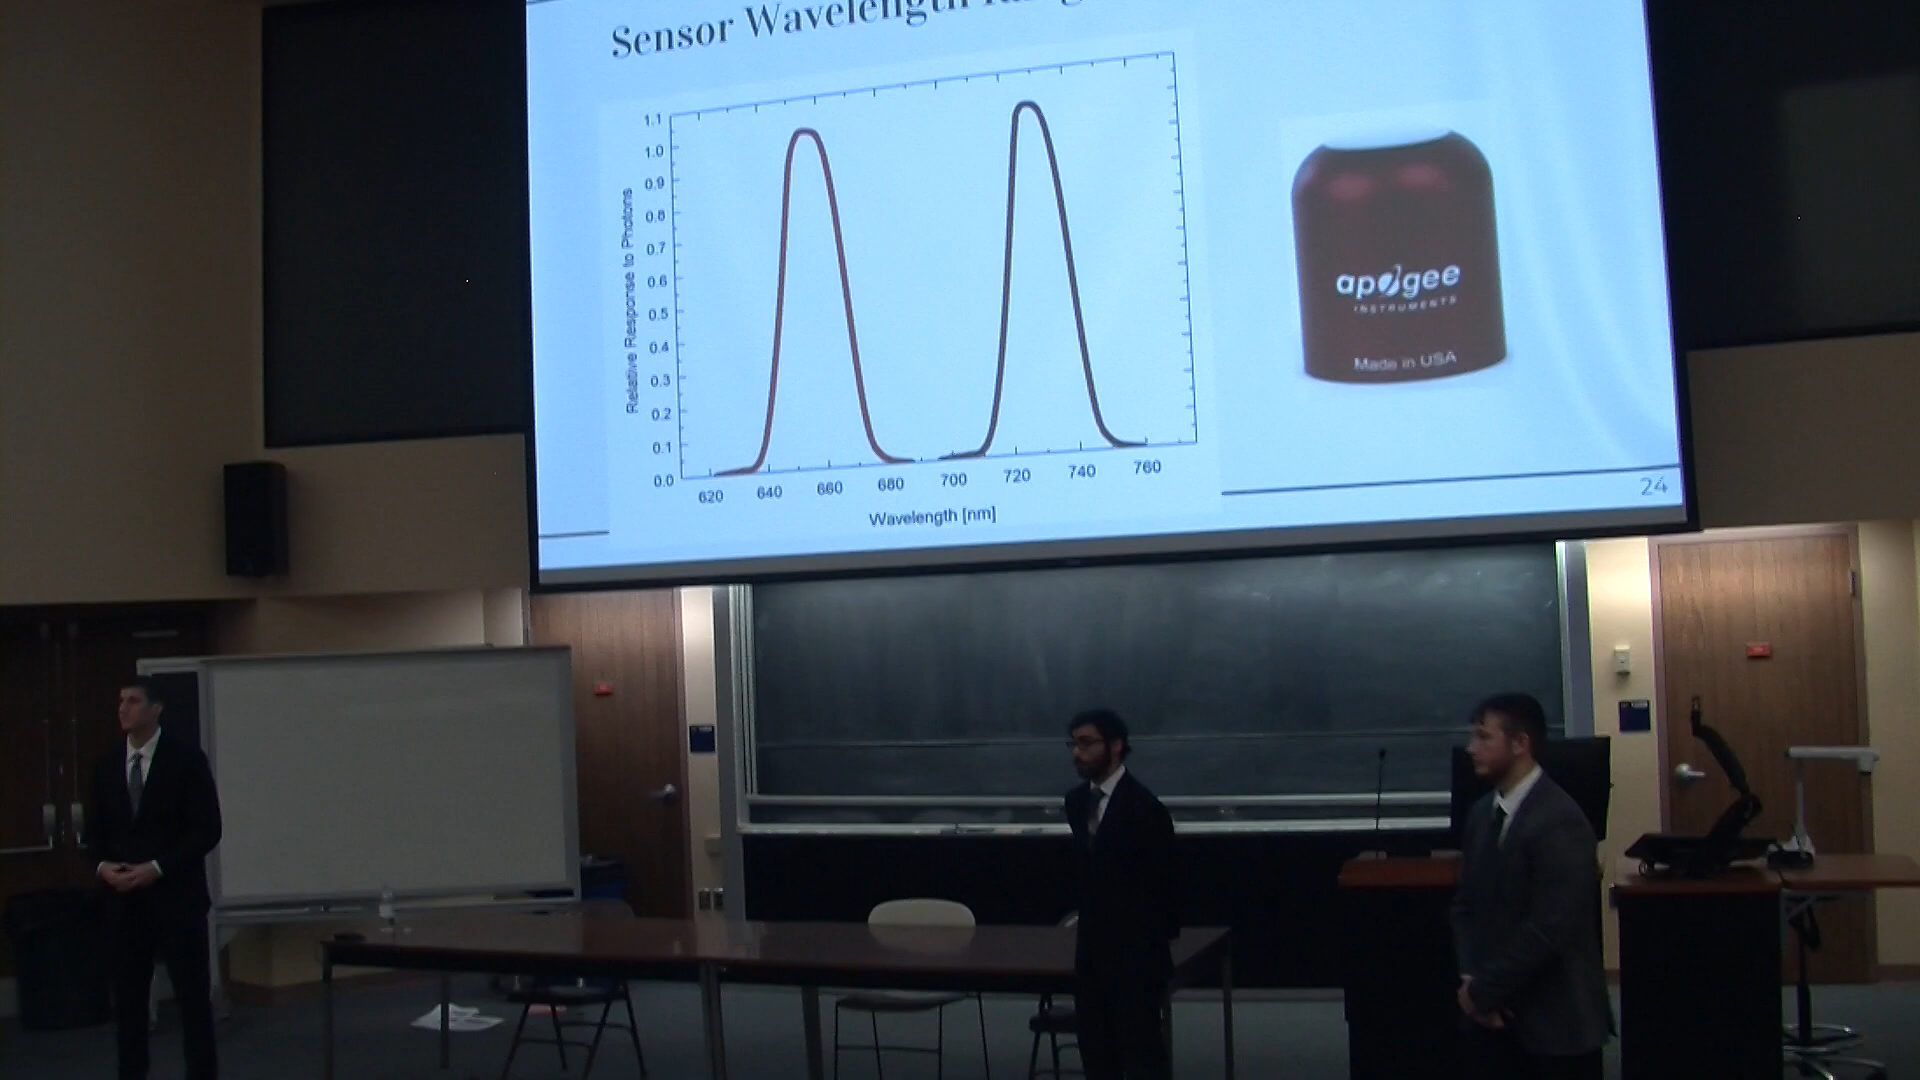 Sensor Wavelength
1.1
1.0
0.9
0.8
0.7
0.6
0.5
0.4
0.3
0.2
0.1
0.0
Relative Response to Photons
620 640 660 680 700 720 740 760
Wavelength [nm]
apogee
INSTRUMENTS
Made in USA
24